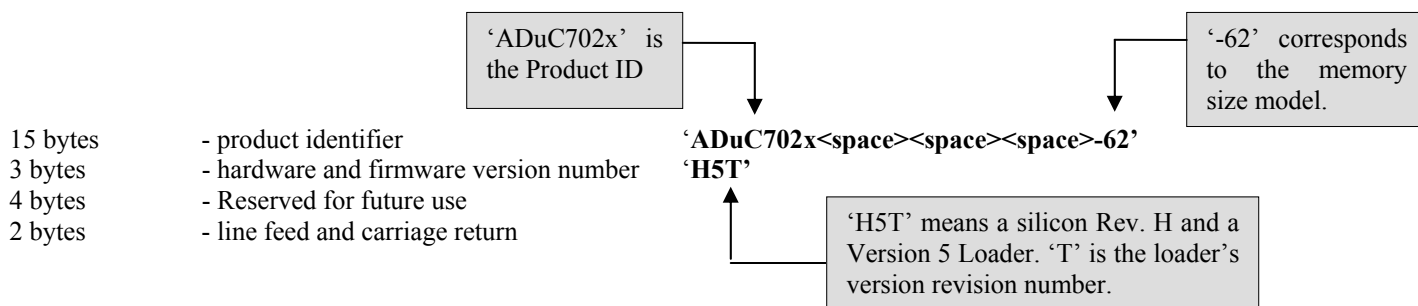 ‘ADuC702x’ is
the Product ID
‘-62’ corresponds
to the memory
size model.
15 bytes - product identifier ‘ADuC702x<space><space><space>-62’
3 bytes - hardware and firmware version number ‘H5T’
4 bytes - Reserved for future use
2 bytes - line feed and carriage return
‘H5T’ means a silicon Rev. H and a
Version 5 Loader. ‘T’ is the loader’s
version revision number.